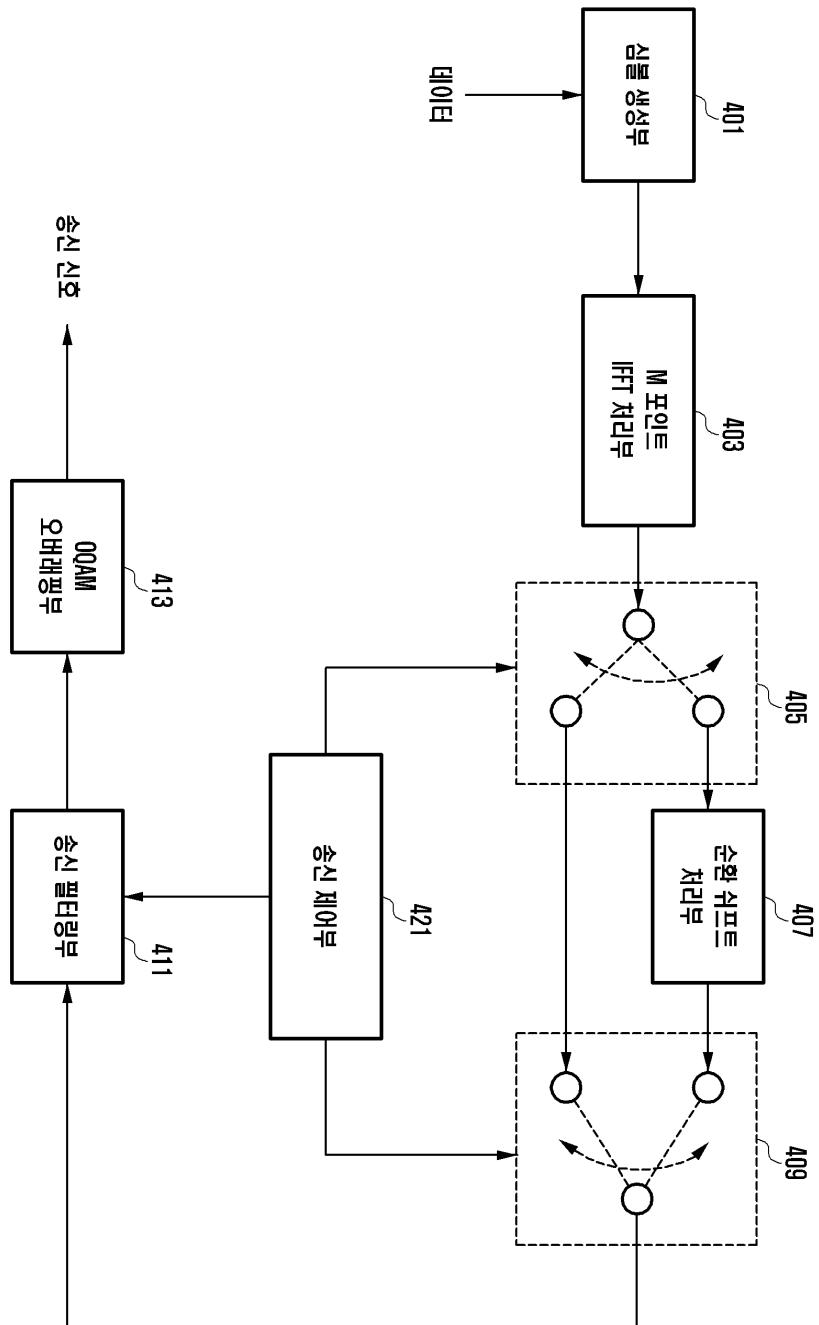 401
심볼 생성부
데이터
403
M 포인트
IFFT 처리부
405
407
순환 쉬프트
처리부
409
421
송신 제어부
송신 신호
413
OQAM
오버래핑부
411
송신 필터링부